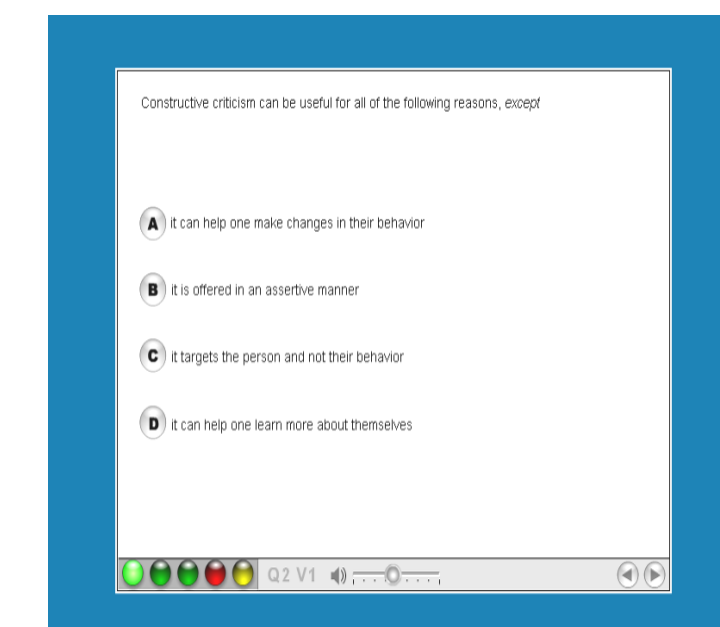 Constructive criticism can be useful for all of the following reasons, except
A it can help one make changes in their behavior
B it is offered in an assertive manner
C it targets the person and not their behavior
D it can help one learn more about themselves
Q2 V1